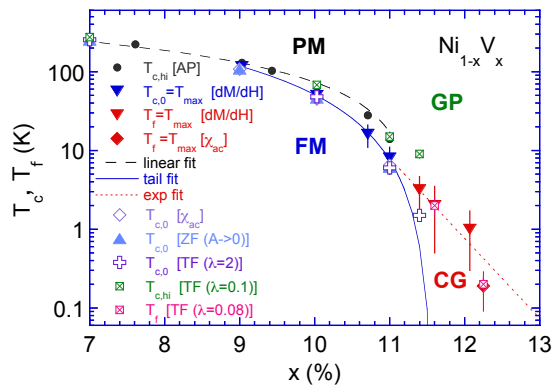 PM
Ni1-xVx
GP
FM
CG
Tc,hi [AP]
Tc,0=Tmax [dM/dH]
Tf=Tmax [dM/dH]
Tf=Tmax [χac]
linear fit
tail fit
exp fit
Tc,0 [χac]
Tc,0 [ZF (A->0)]
Tc,0 [TF (λ=2)]
Tc,hi [TF (λ=0.1)]
Tf [TF (λ=0.08)]
Tc, Tf (K)
100
10
1
0.1
7 8 9 10 11 12 13
x (%)